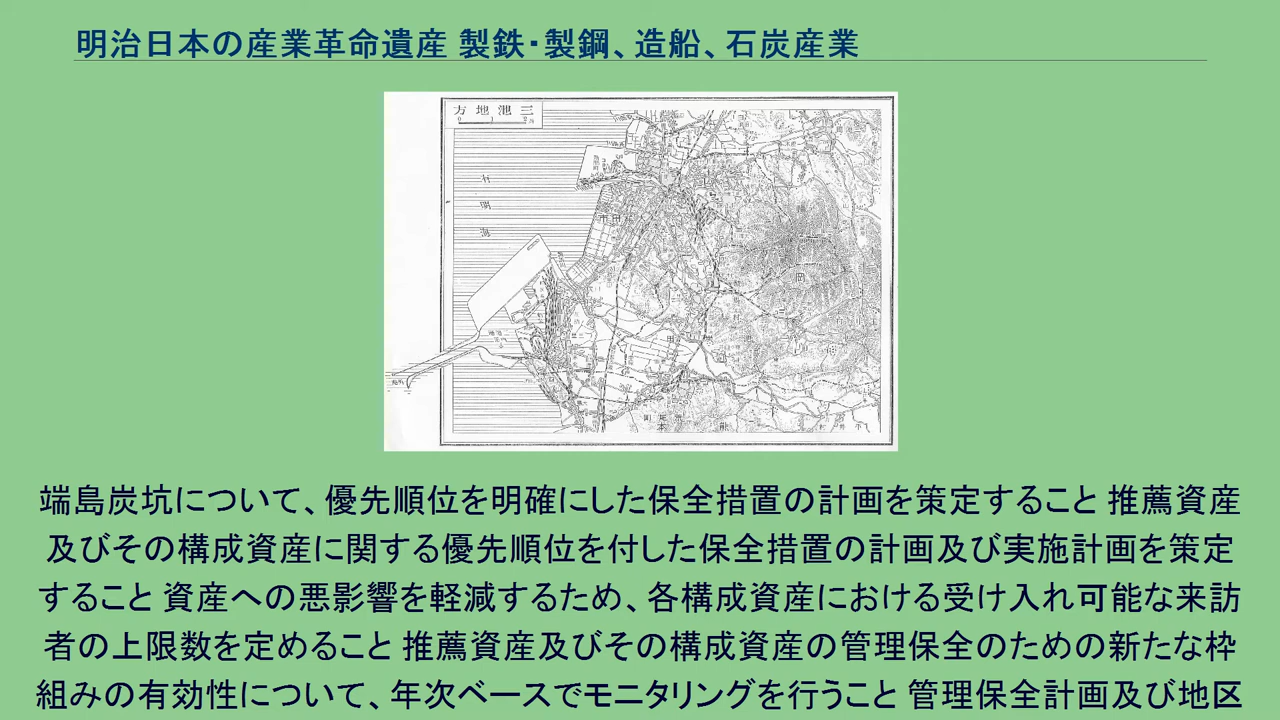 明治日本の産業革命遺産 製鉄・製鋼、造船、石炭産業
方地池三
有明海
端島炭坑について、優先順位を明確にした保全措置の計画を策定すること 推薦資産
及びその構成資産に関する優先順位を付した保全措置の計画及び実施計画を策定
すること 資産への悪影響を軽減するため、各構成資産における受け入れ可能な来訪
者の上限数を定めること 推薦資産及びその構成資産の管理保全のための新たな枠
組みの有効性について、年次ベースでモニタリングを行うこと 管理保全計画及び地区